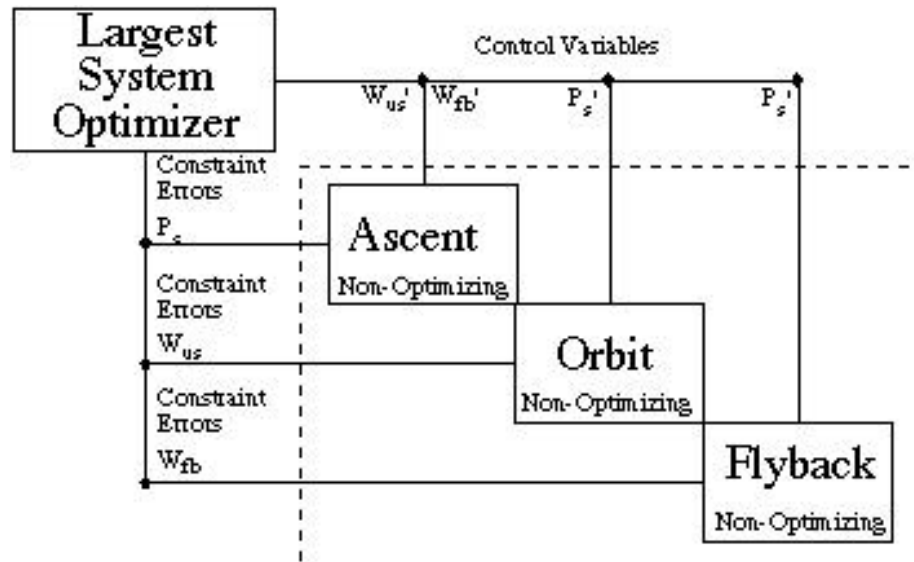 Largest
System
Optimizer
Control Variables
W_us' W_fb' P_s' P_s'
Constraint
Errors
P_s
Ascent
Non-Optimizing
Constraint
Errors
W_us
Orbit
Non-Optimizing
Constraint
Errors
W_fb
Flyback
Non-Optimizing